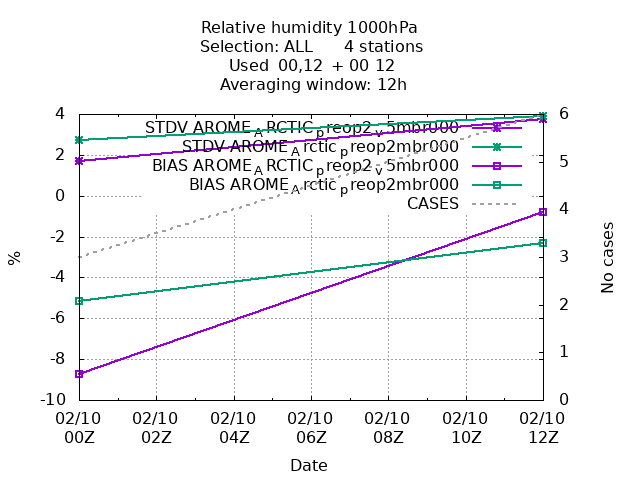 Relative humidity 1000hPa
Selection: ALL 4 stations
Used 00,12 + 00 12
Averaging window: 12h
STDV AROME_ARCTIC_preop2_v5mbr000
STDV AROME_Arctic_preop2mbr000
BIAS AROME_ARCTIC_preop2_v5mbr000
BIAS AROME_Arctic_preop2mbr000
CASES
4
2
0
-2
-4
-6
-8
-10
%
6
5
4
3
2
1
0
No cases
02/10 02/10 02/10 02/10 02/10 02/10 02/10
00Z 02Z 04Z 06Z 08Z 10Z 12Z
Date